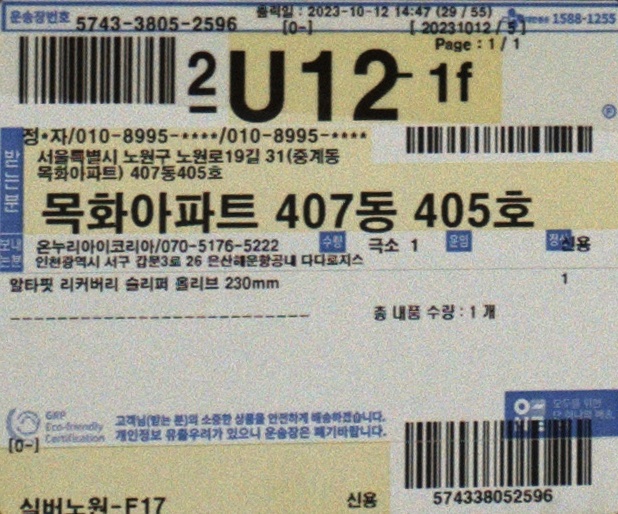 운송장번호 5743-3805-2596
출력일 : 2023-10-12 14:47 (29 / 55)
1588-1255
[0-] [ 20231012 / 5 ]
Page : 1 / 1
2 U12- 1f
받는분
정*자/010-8995-****/010-8995-****
서울특별시 노원구 노원로19길 31(중계동
목화아파트) 407동405호
목화아파트 407동 405호
보내는분
온누리아이코리아/070-5176-5222 수량 극소 1 운임 정산 신용
인천광역시 서구 갑문3로 26 은산해운항공내 다다로지스
알타핏 리커버리 슬리퍼 올리브 230mm 1
총 내품 수량 : 1 개
GRP
Eco-friendly
Certification
고객님(받는 분)의 소중한 상품을 안전하게 배송하겠습니다.
개인정보 유출우려가 있으니 운송장은 폐기바랍니다.
모두를 위한
단 하나의 배송
ONE
[0-]
실버노원-F17 신용
574338052596